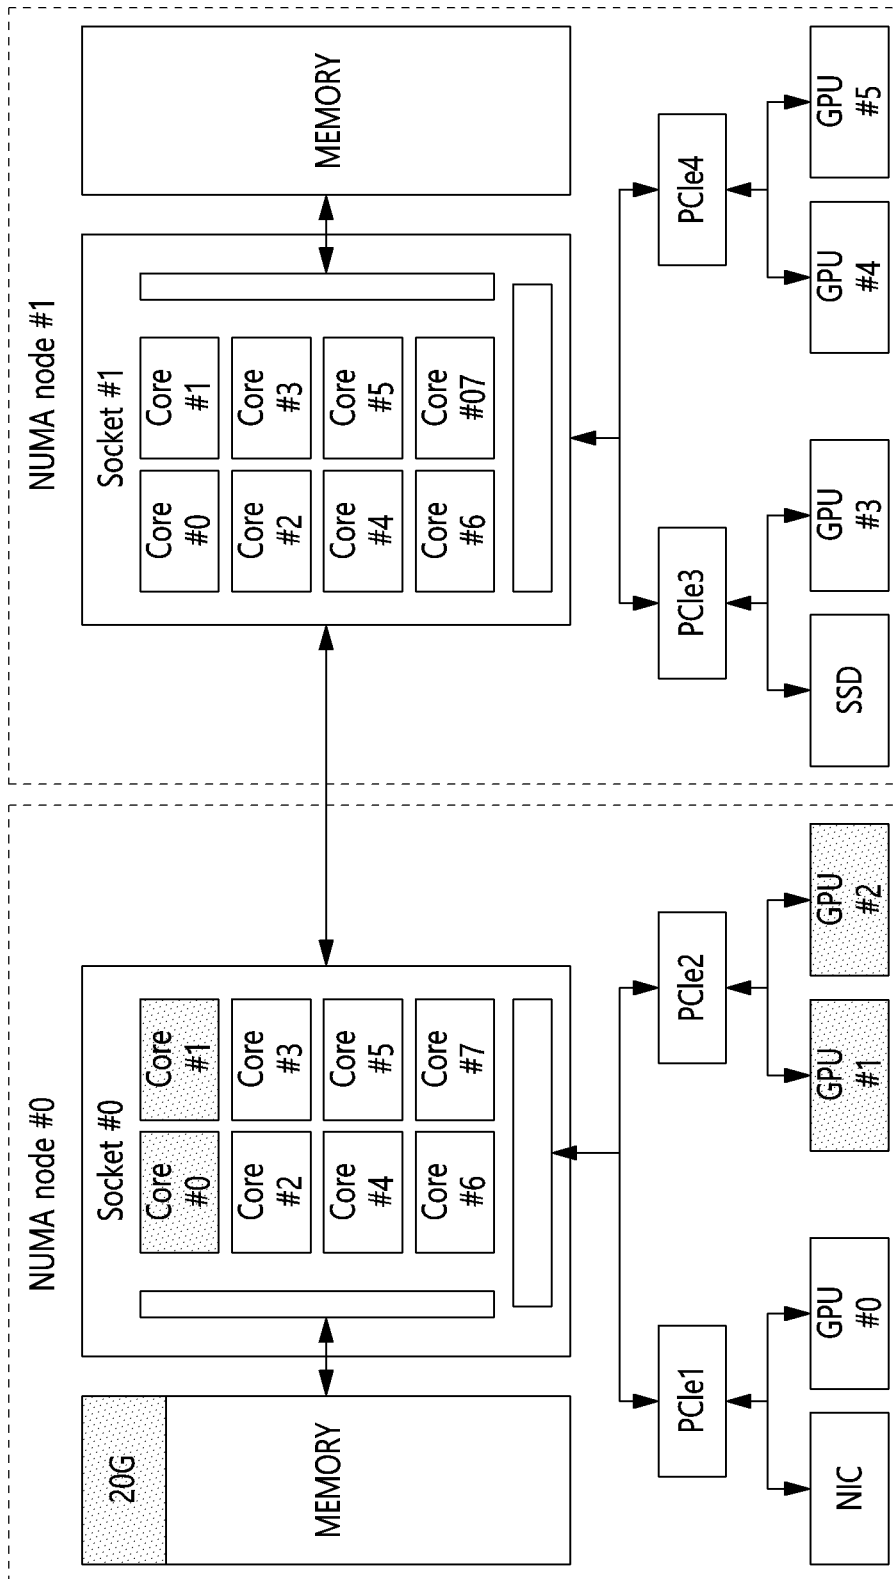 NUMA node #0
NUMA node #1
20G
MEMORY
Socket #0
Core
#0
Core
#1
Core
#2
Core
#3
Core
#4
Core
#5
Core
#6
Core
#7
Socket #1
Core
#0
Core
#1
Core
#2
Core
#3
Core
#4
Core
#5
Core
#6
Core
#07
MEMORY
PCIe1
PCIe2
PCIe3
PCIe4
NIC
GPU
#0
GPU
#1
GPU
#2
SSD
GPU
#3
GPU
#4
GPU
#5